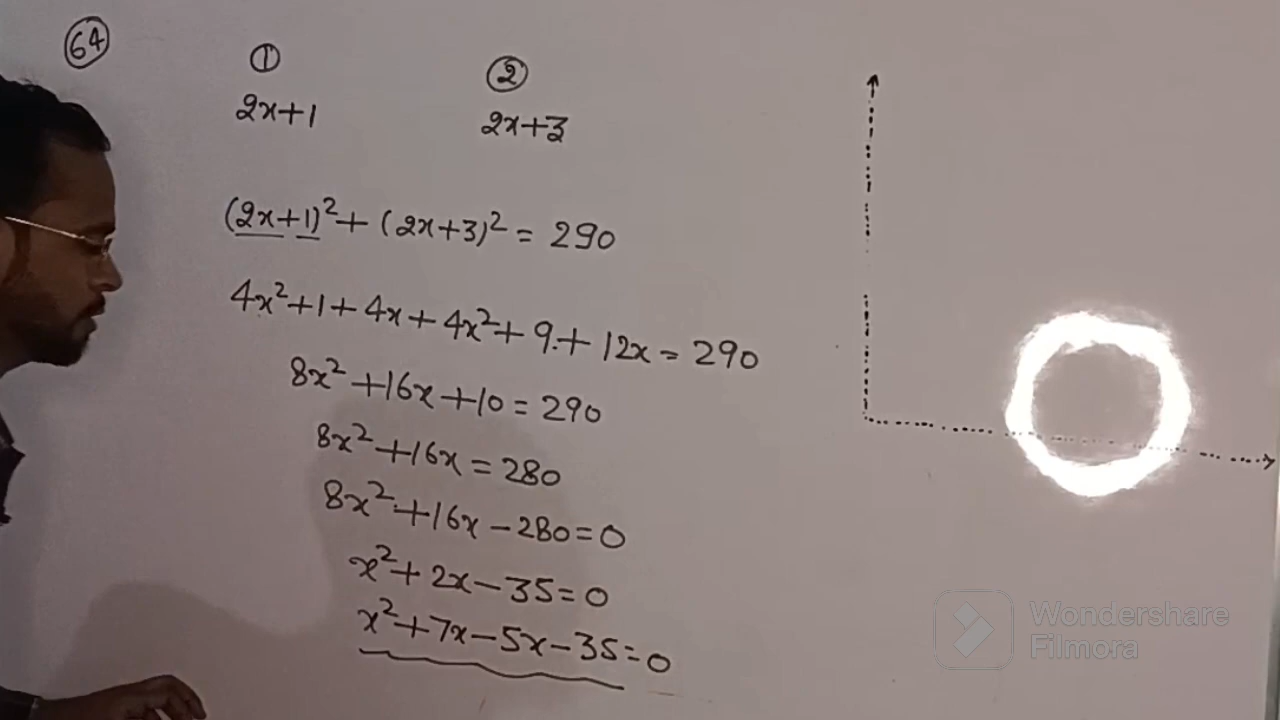 64
① ②
2x+1 2x+3
(2x+1)²+(2x+3)²=290
4x²+1+4x+4x²+9+12x=290
8x²+16x+10=290
8x²+16x=280
8x²+16x-280=0
x²+2x-35=0
x²+7x-5x-35=0
Wondershare
Filmora